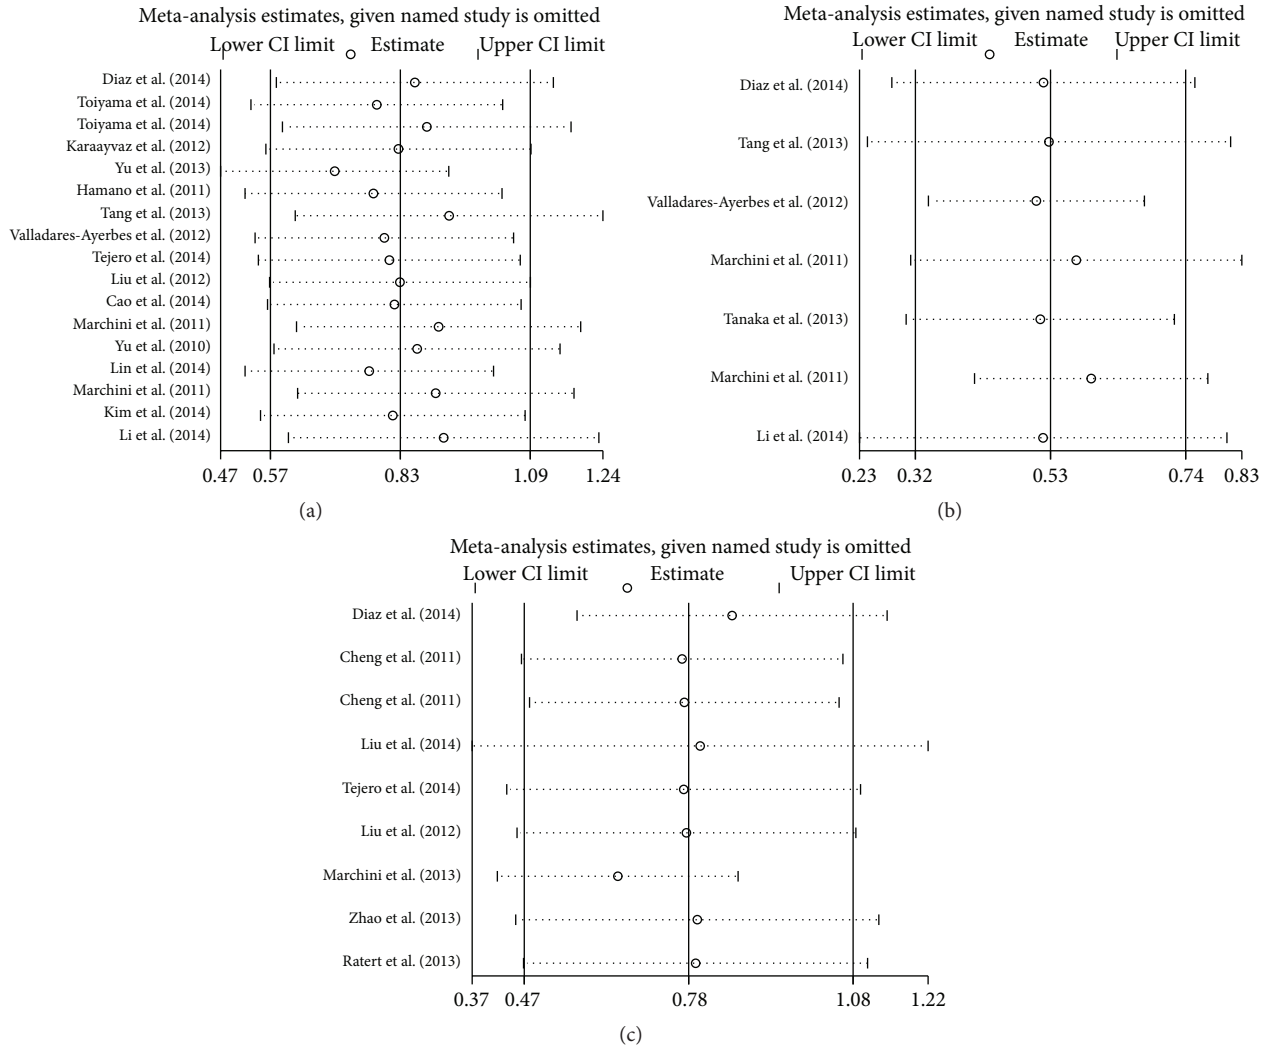 Meta-analysis estimates, given named study is omitted
Lower CI limit Estimate Upper CI limit
Diaz et al. (2014)
Toiyama et al. (2014)
Toiyama et al. (2014)
Karaayvaz et al. (2012)
Yu et al. (2013)
Hamano et al. (2011)
Tang et al. (2013)
Valladares-Ayerbes et al. (2012)
Tejero et al. (2014)
Liu et al. (2012)
Cao et al. (2014)
Marchini et al. (2011)
Yu et al. (2010)
Lin et al. (2014)
Marchini et al. (2011)
Kim et al. (2014)
Li et al. (2014)
0.47 0.57 0.83 1.09 1.24
(a)
Meta-analysis estimates, given named study is omitted
Lower CI limit Estimate Upper CI limit
Diaz et al. (2014)
Tang et al. (2013)
Valladares-Ayerbes et al. (2012)
Marchini et al. (2011)
Tanaka et al. (2013)
Marchini et al. (2011)
Li et al. (2014)
0.23 0.32 0.53 0.74 0.83
(b)
Meta-analysis estimates, given named study is omitted
Lower CI limit Estimate Upper CI limit
Diaz et al. (2014)
Cheng et al. (2011)
Cheng et al. (2011)
Liu et al. (2014)
Tejero et al. (2014)
Liu et al. (2012)
Marchini et al. (2013)
Zhao et al. (2013)
Ratert et al. (2013)
0.37 0.47 0.78 1.08 1.22
(c)